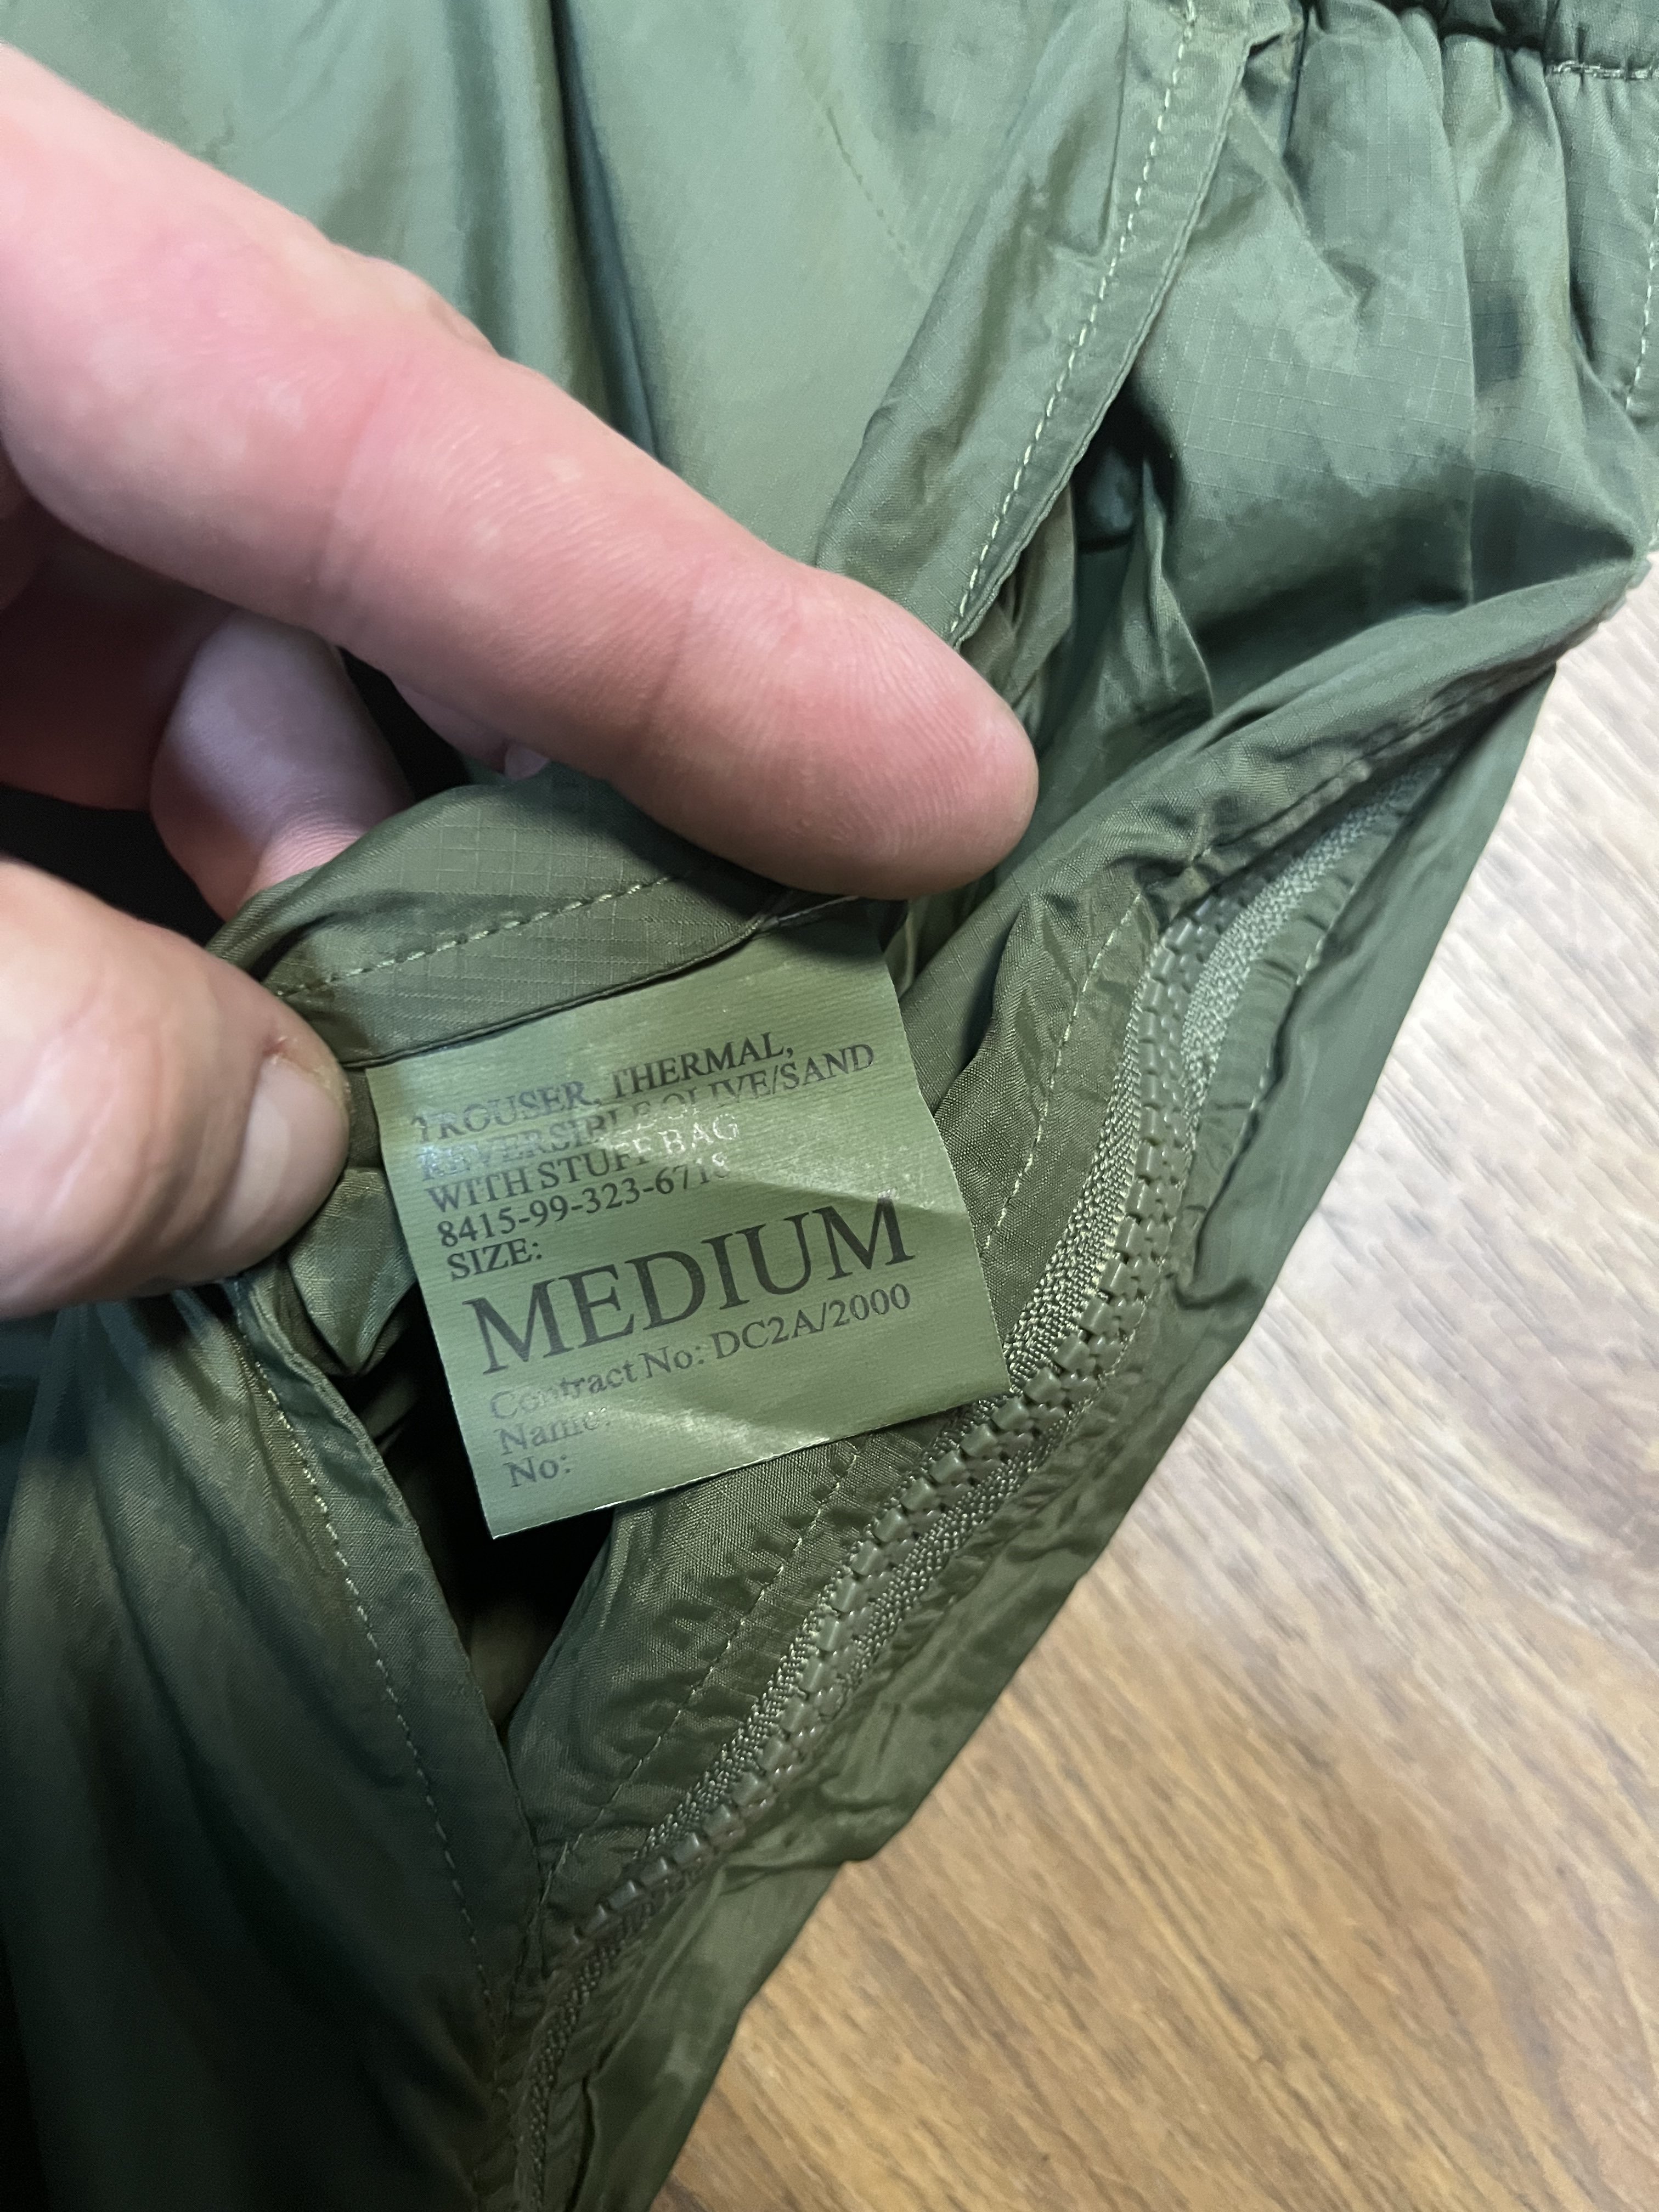 TROUSER, THERMAL,
REVERSIBLE OLIVE/SAND
WITH STUFF BAG
8415-99-323-6718
SIZE:
MEDIUM
Contract No: DC2A/2000
Name:
No: